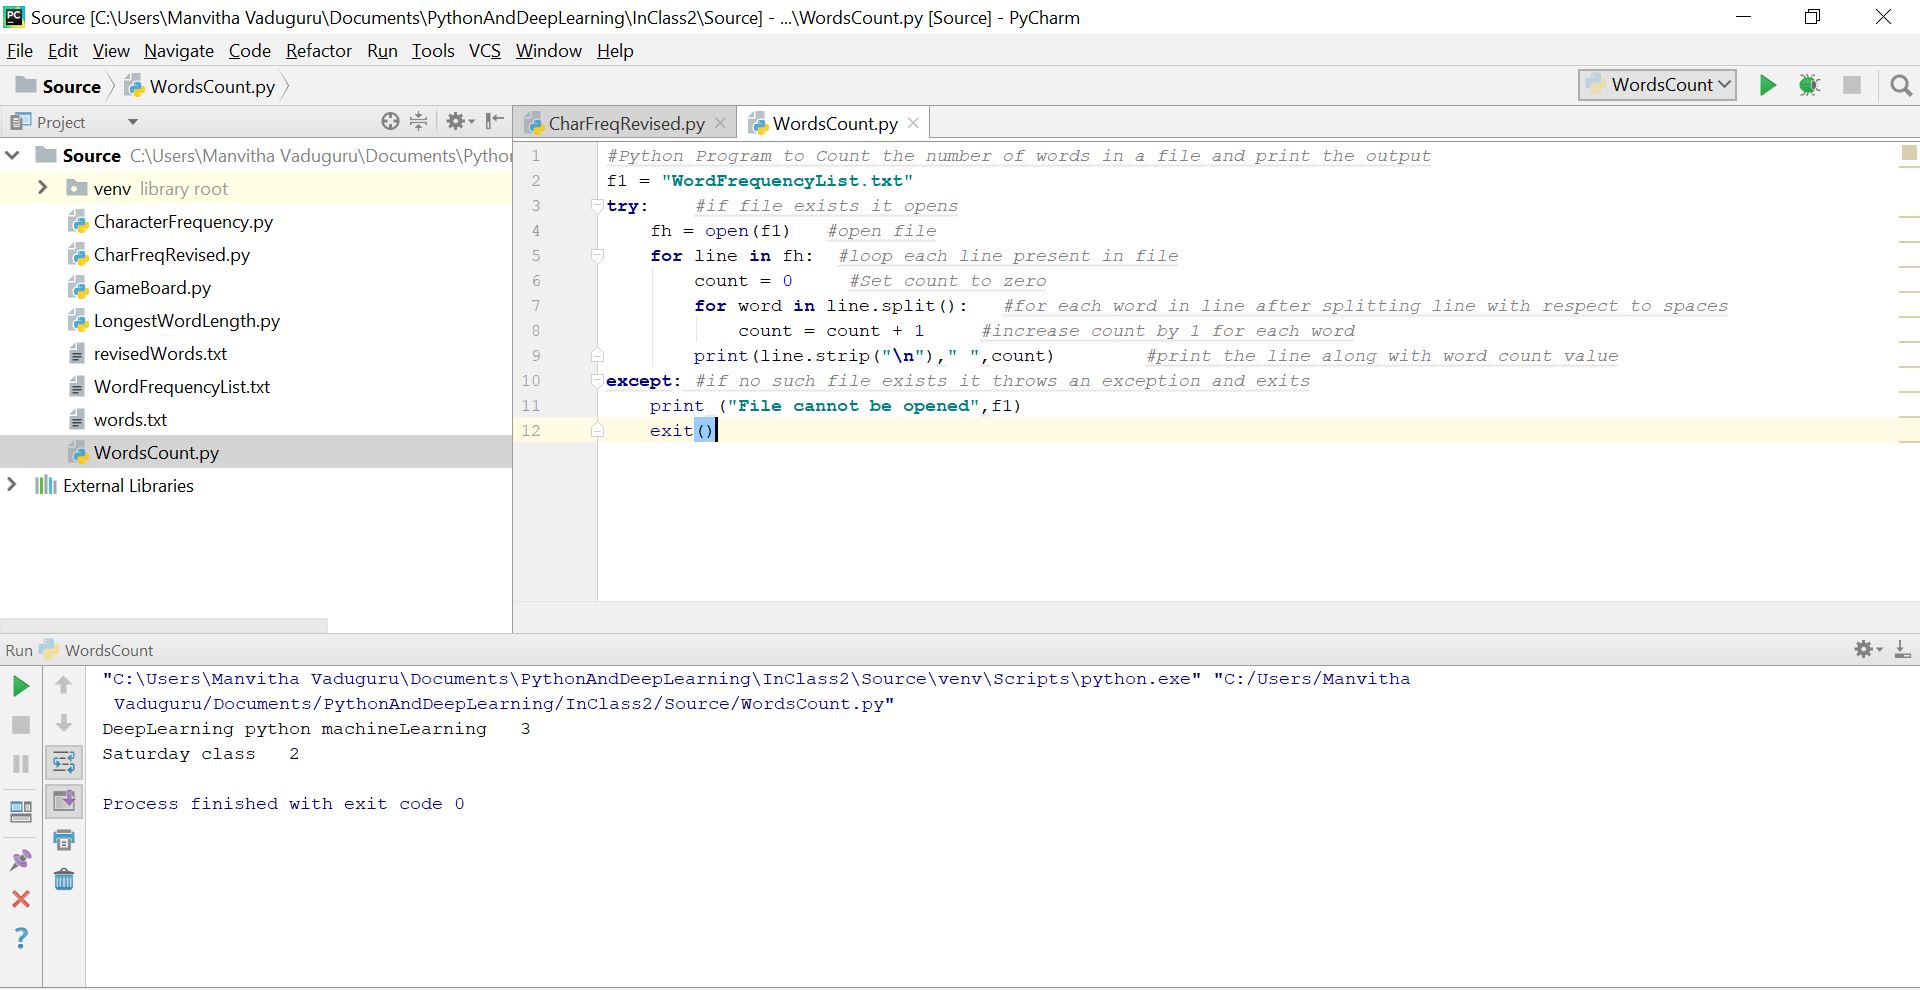 Source [C:\Users\Manvitha Vaduguru\Documents\PythonAndDeepLearning\InClass2\Source] - ...\WordsCount.py [Source] - PyCharm
File Edit View Navigate Code Refactor Run Tools VCS Window Help
Source WordsCount.py WordsCount
Project CharFreqRevised.py WordsCount.py
Source C:\Users\Manvitha Vaduguru\Documents\Pytho
venv library root
CharacterFrequency.py
CharFreqRevised.py
GameBoard.py
LongestWordLength.py
revisedWords.txt
WordFrequencyList.txt
words.txt
WordsCount.py
External Libraries
1 #Python Program to Count the number of words in a file and print the output
2 f1 = "WordFrequencyList.txt"
3 try: #if file exists it opens
4 fh = open(f1) #open file
5 for line in fh: #loop each line present in file
6 count = 0 #Set count to zero
7 for word in line.split(): #for each word in line after splitting line with respect to spaces
8 count = count + 1 #increase count by 1 for each word
9 print(line.strip("\n")," ",count) #print the line along with word count value
10 except: #if no such file exists it throws an exception and exits
11 print ("File cannot be opened",f1)
12 exit()
Run WordsCount
"C:\Users\Manvitha Vaduguru\Documents\PythonAndDeepLearning\InClass2\Source\venv\Scripts\python.exe" "C:/Users/Manvitha
Vaduguru/Documents/PythonAndDeepLearning/InClass2/Source/WordsCount.py"
DeepLearning python machineLearning 3
Saturday class 2
Process finished with exit code 0